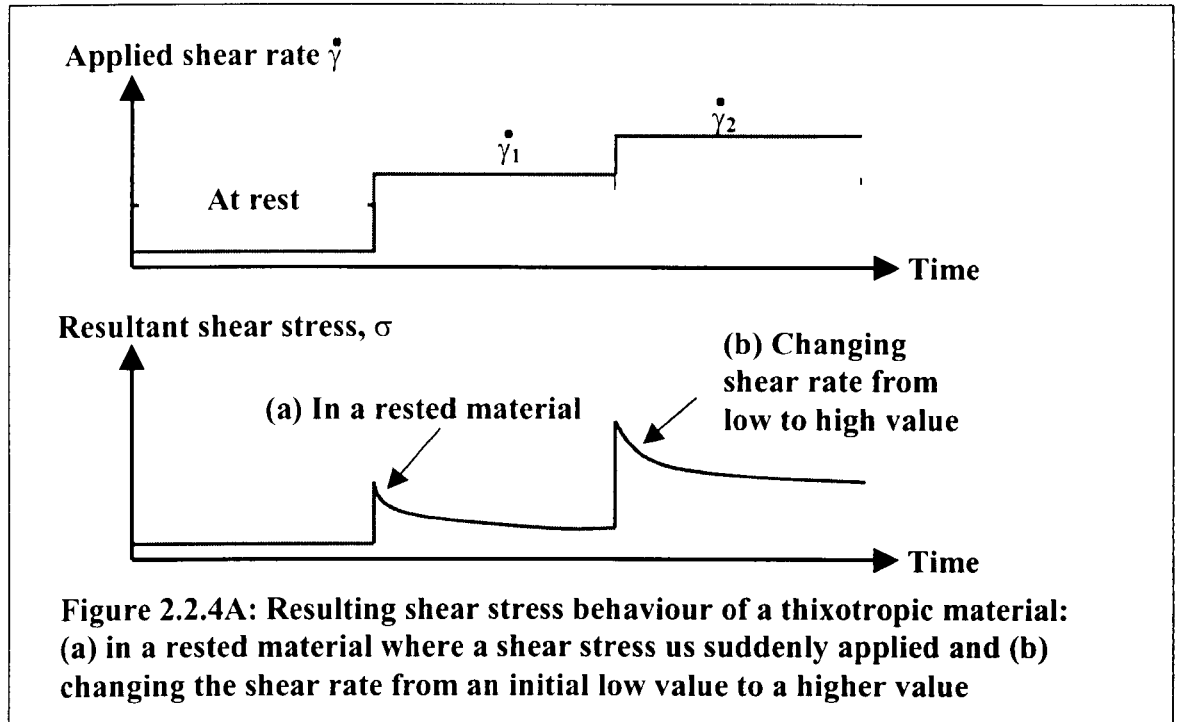 Applied shear rate γ̇
γ̇₂
γ̇₁
At rest
Time
Resultant shear stress, σ
(b) Changing
shear rate from
low to high value
(a) In a rested material
Time
Figure 2.2.4A: Resulting shear stress behaviour of a thixotropic material:
(a) in a rested material where a shear stress us suddenly applied and (b)
changing the shear rate from an initial low value to a higher value